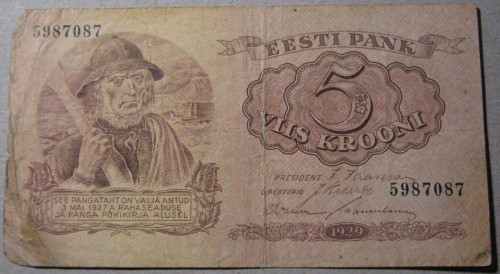 5987087
EESTI PANK
5
VIIS KROONI
PRESIDENT
DIREKTORID
5987087
SEE PANGATAHT ON VÄLJA ANTUD
3. MAI 1927 A RAHASEADUSE
JA PANGA PÕHIKIRJA ALUSEL
1929